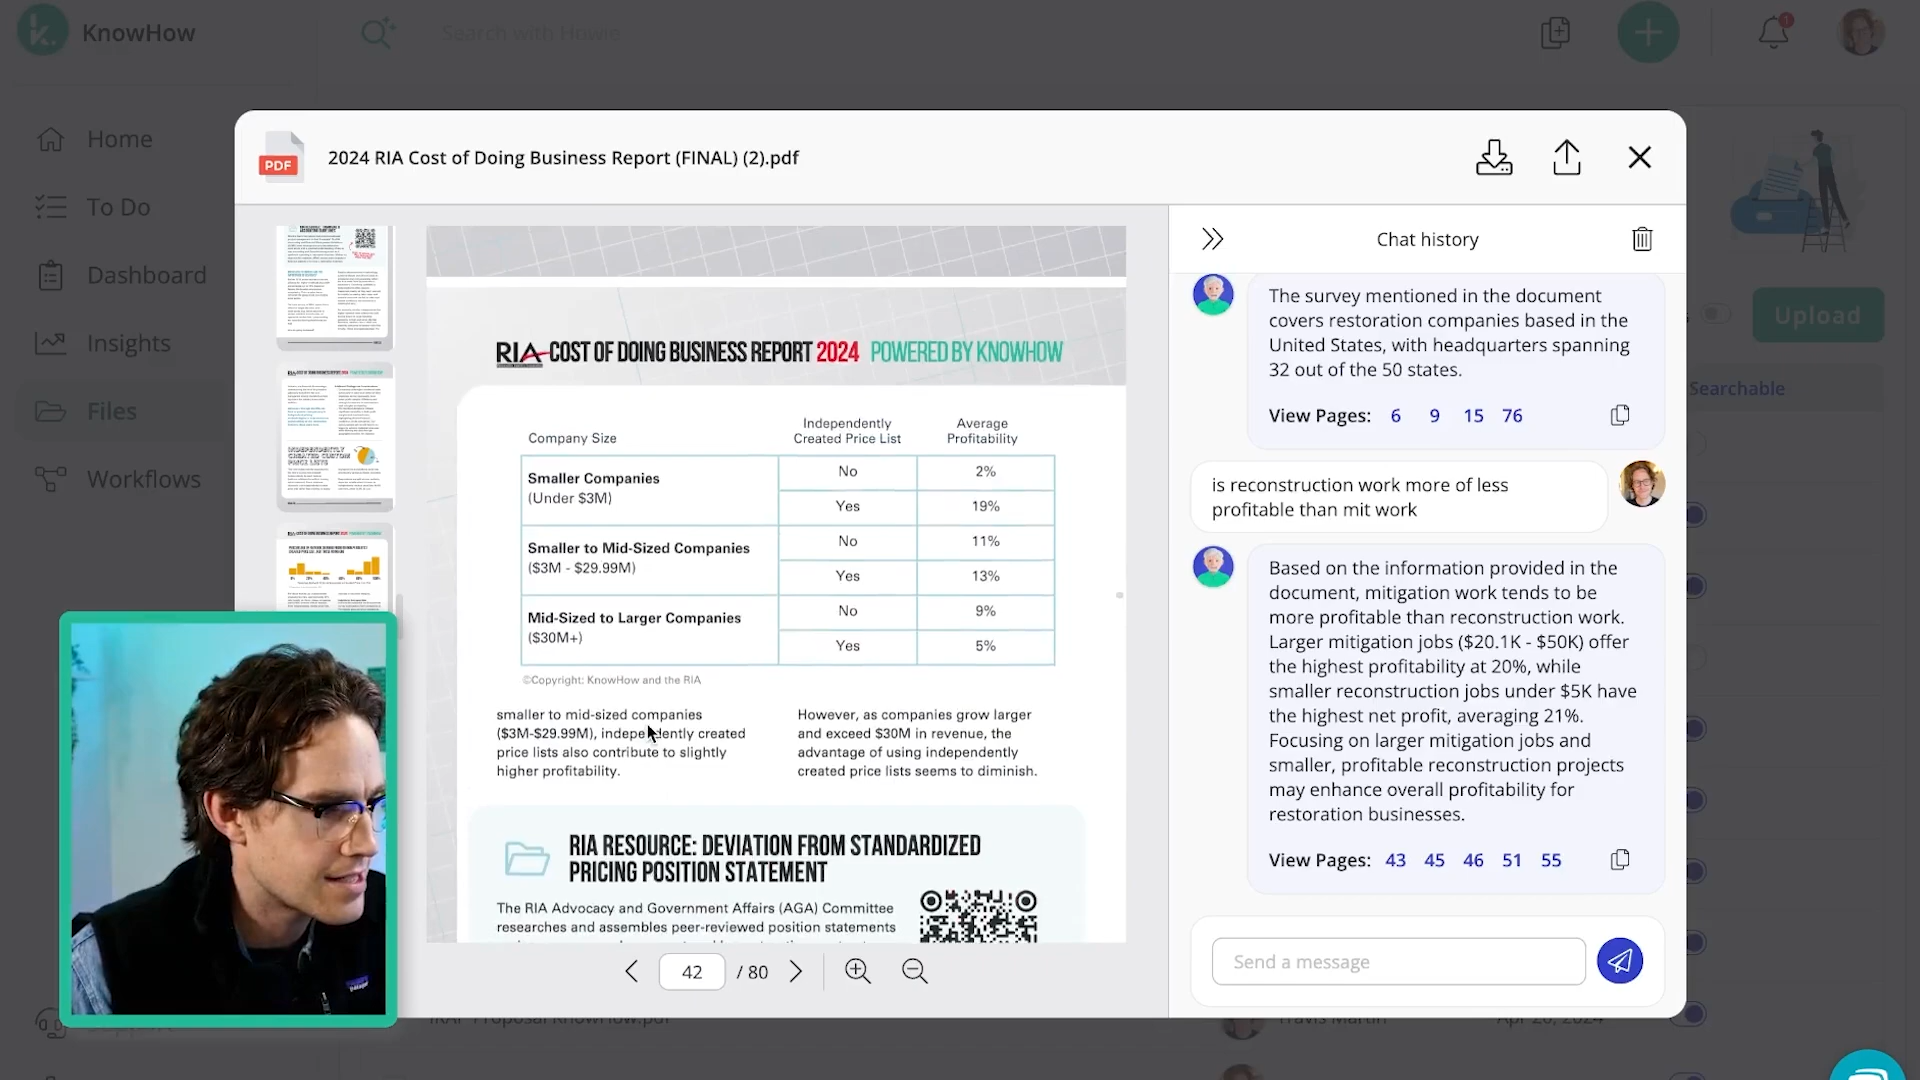 KnowHow
Search with Howie
1
Home
To Do
Dashboard
Insights
Files
Workflows
Upload
Searchable
PDF
2024 RIA Cost of Doing Business Report (FINAL) (2).pdf
RIA COST OF DOING BUSINESS REPORT 2024 POWERED BY KNOWHOW
Company Size
Independently
Created Price List
Average
Profitability
Smaller Companies
(Under $3M)
No
2%
Yes
19%
Smaller to Mid-Sized Companies
($3M - $29.99M)
No
11%
Yes
13%
Mid-Sized to Larger Companies
($30M+)
No
9%
Yes
5%
©Copyright: KnowHow and the RIA
smaller to mid-sized companies
($3M-$29.99M), independently created
price lists also contribute to slightly
higher profitability.
However, as companies grow larger
and exceed $30M in revenue, the
advantage of using independently
created price lists seems to diminish.
RIA RESOURCE: DEVIATION FROM STANDARDIZED
PRICING POSITION STATEMENT
The RIA Advocacy and Government Affairs (AGA) Committee
researches and assembles peer-reviewed position statements
42 / 80
Chat history
The survey mentioned in the document
covers restoration companies based in the
United States, with headquarters spanning
32 out of the 50 states.
View Pages: 6 9 15 76
is reconstruction work more of less
profitable than mit work
Based on the information provided in the
document, mitigation work tends to be
more profitable than reconstruction work.
Larger mitigation jobs ($20.1K - $50K) offer
the highest profitability at 20%, while
smaller reconstruction jobs under $5K have
the highest net profit, averaging 21%.
Focusing on larger mitigation jobs and
smaller, profitable reconstruction projects
may enhance overall profitability for
restoration businesses.
View Pages: 43 45 46 51 55
Send a message
INDEPENDENTLY
CREATED CUSTOM
PRICE LISTS
patagonia